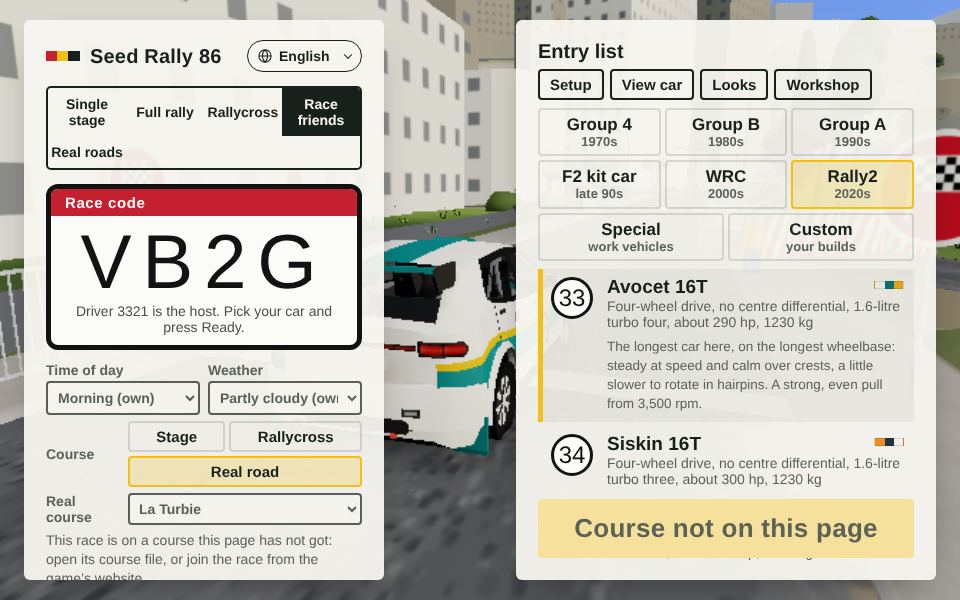 Seed Rally 86
English
Single stage
Full rally
Rallycross
Race friends
Real roads
Race code
VB2G
Driver 3321 is the host. Pick your car and
press Ready.
Time of day
Weather
Morning (own)
Partly cloudy (own
Course
Stage
Rallycross
Real road
Real course
La Turbie
This race is on a course this page has not got:
open its course file, or join the race from the
game's website.
Entry list
Setup
View car
Looks
Workshop
Group 4
1970s
Group B
1980s
Group A
1990s
F2 kit car
late 90s
WRC
2000s
Rally2
2020s
Special
work vehicles
Custom
your builds
33
Avocet 16T
Four-wheel drive, no centre differential, 1.6-litre
turbo four, about 290 hp, 1230 kg
The longest car here, on the longest wheelbase:
steady at speed and calm over crests, a little
slower to rotate in hairpins. A strong, even pull
from 3,500 rpm.
34
Siskin 16T
Four-wheel drive, no centre differential, 1.6-litre
turbo three, about 300 hp, 1230 kg
Course not on this page